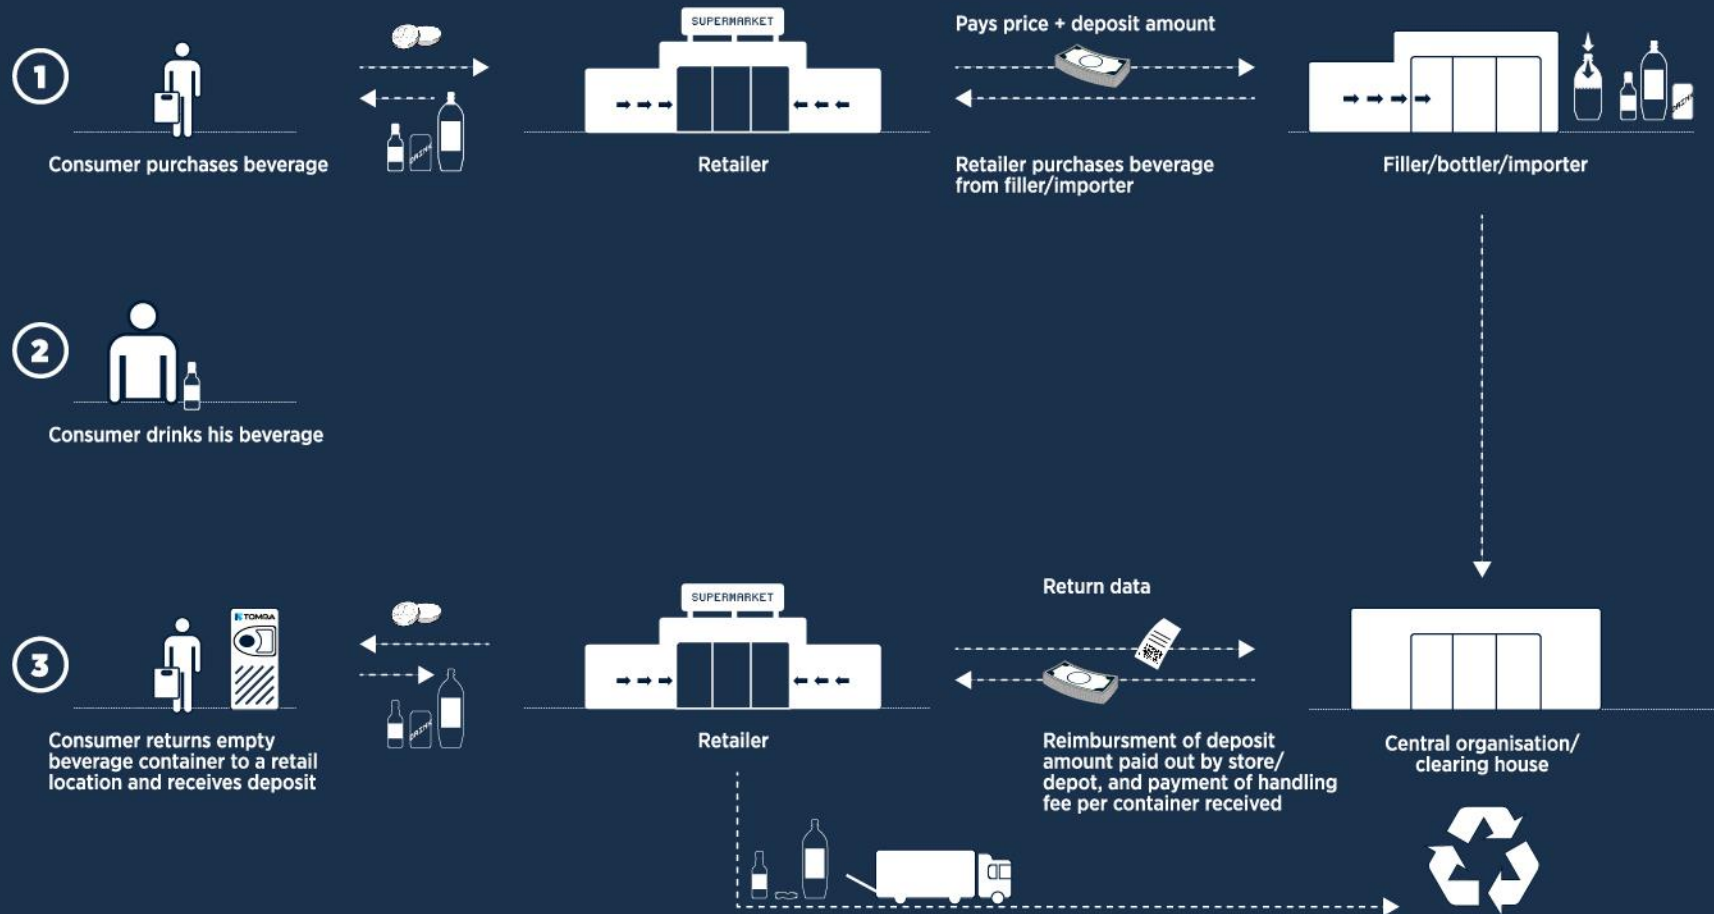 SUPERMARKET
Pays price + deposit amount
1
DRINK
DRINK
Consumer purchases beverage
Retailer
Retailer purchases beverage
from filler/importer
Filler/bottler/importer
2
Consumer drinks his beverage
Return data
SUPERMARKET
TOMRA
3
DRINK
Consumer returns empty
beverage container to a retail
location and receives deposit
Retailer
Reimbursment of deposit
amount paid out by store/
depot, and payment of handling
fee per container received
Central organisation/
clearing house